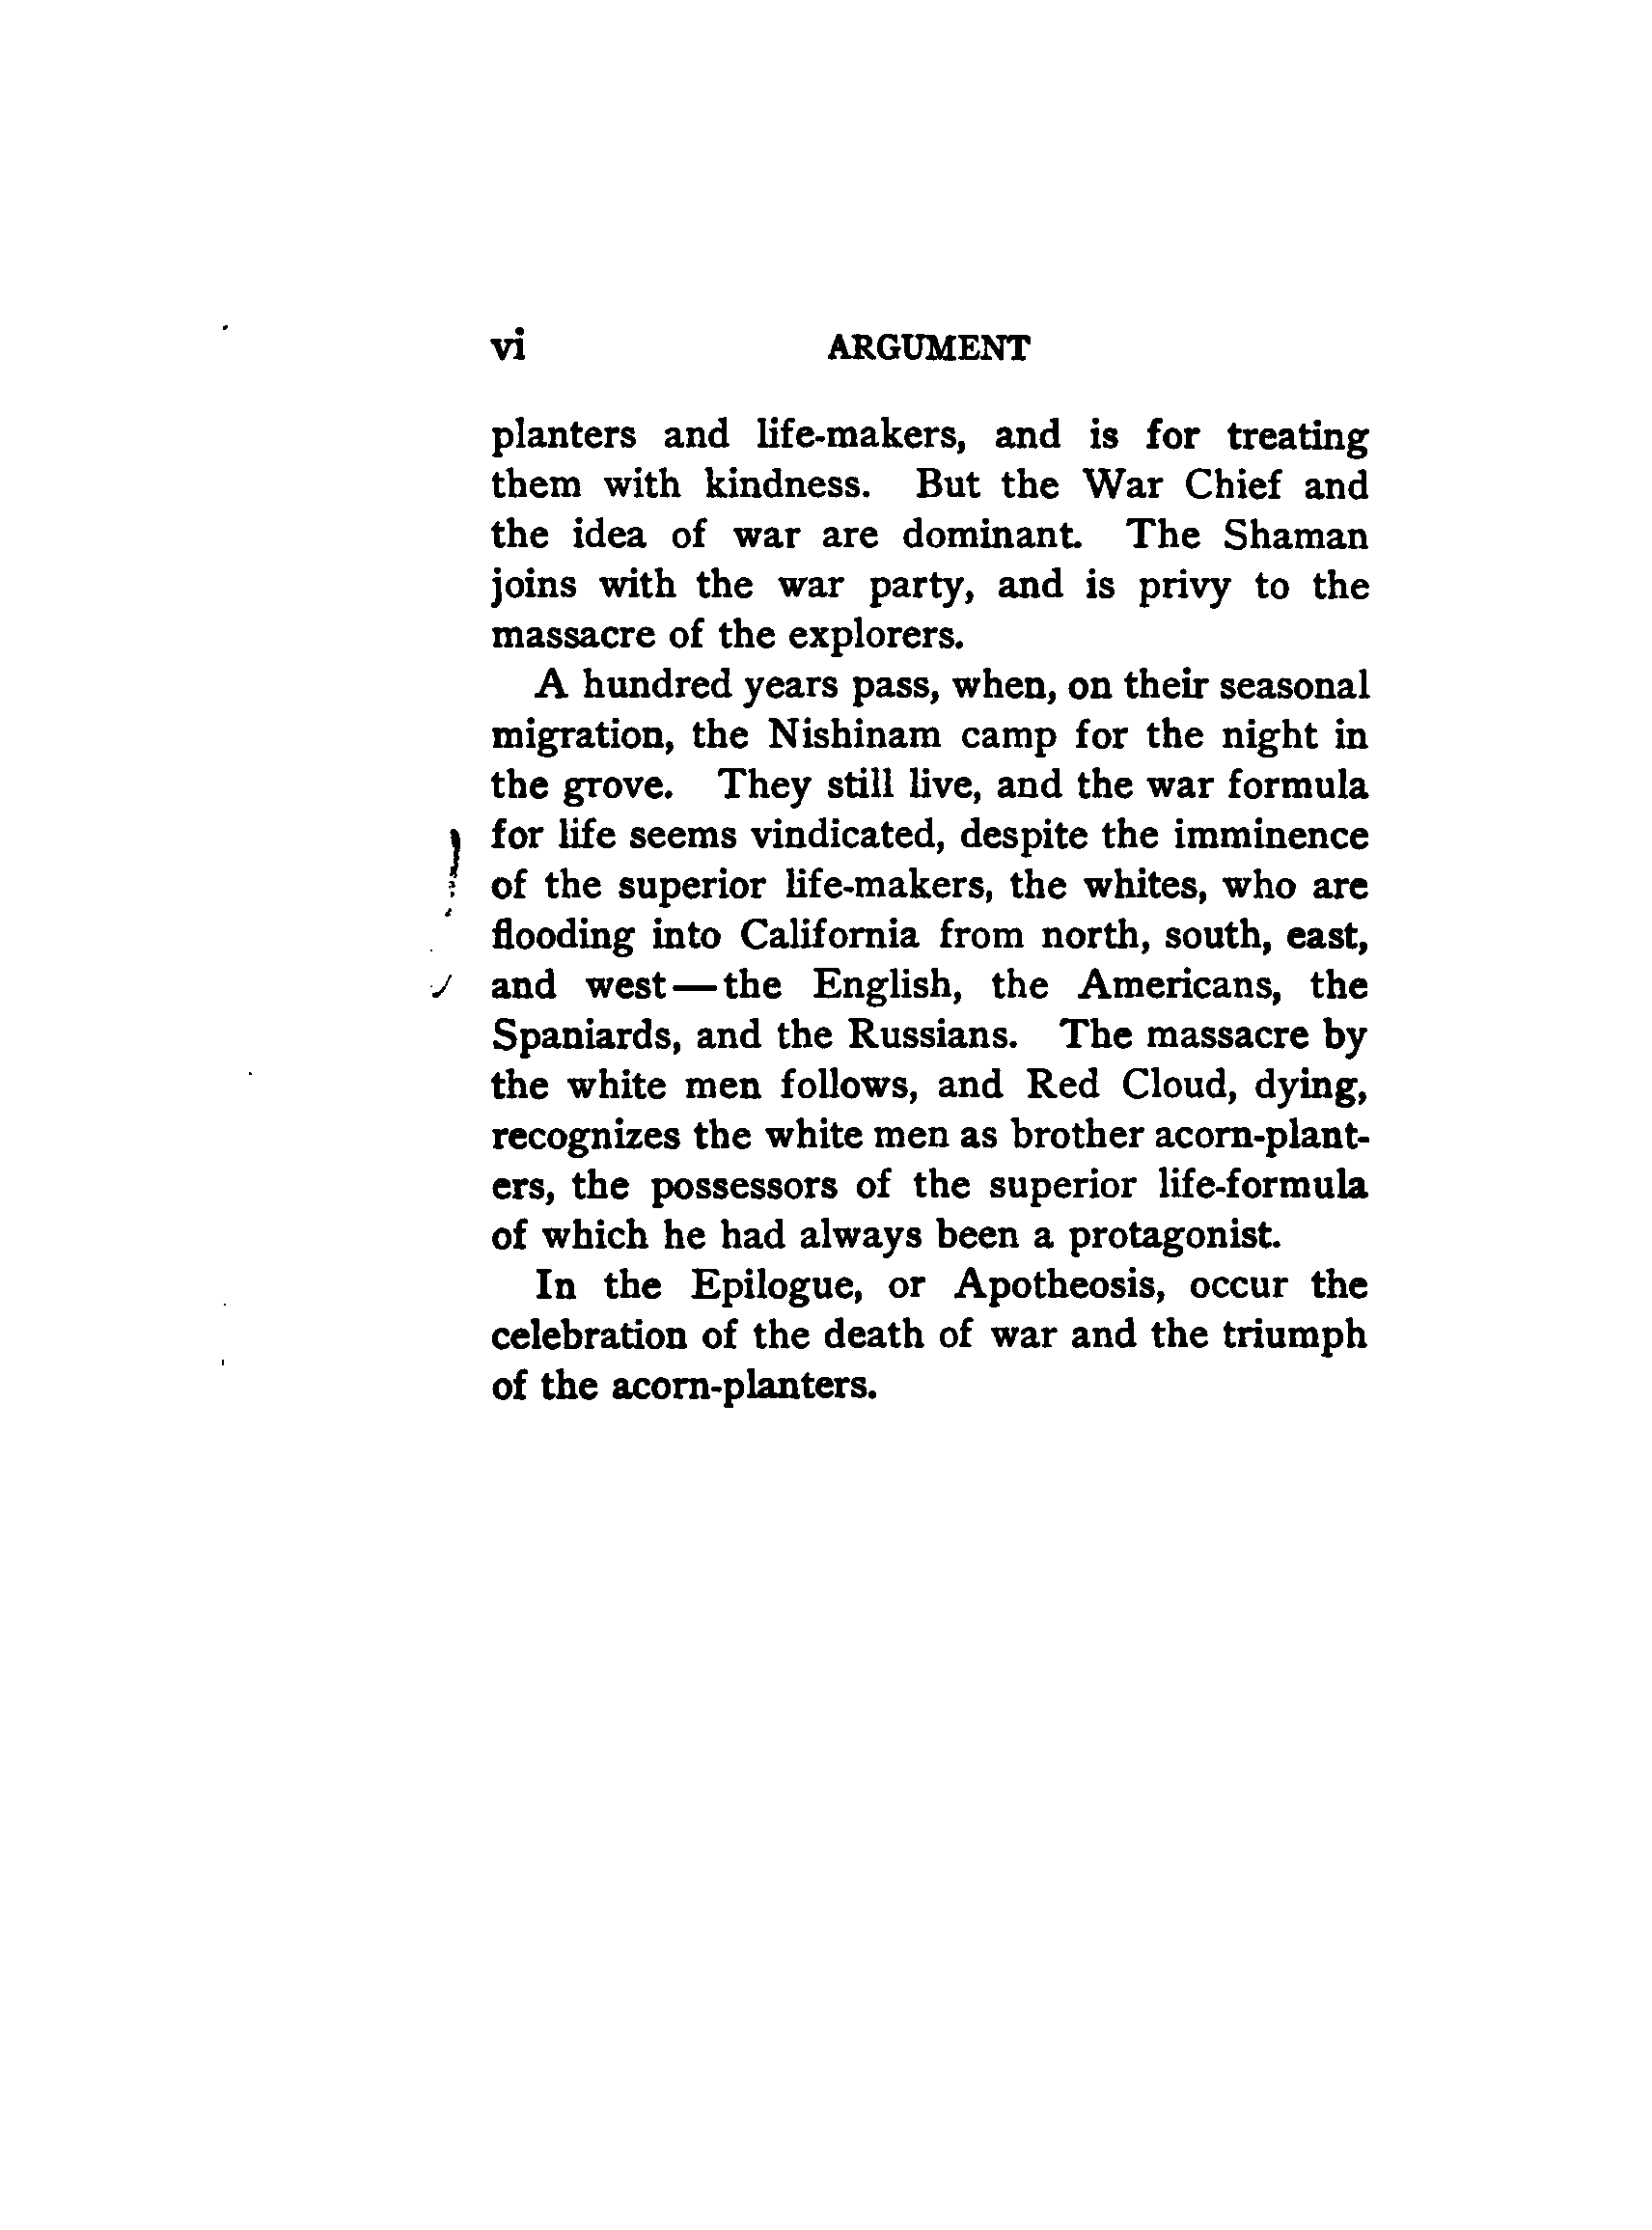 vi ARGUMENT
planters and life-makers, and is for treating
them with kindness. But the War Chief and
the idea of war are dominant. The Shaman
joins with the war party, and is privy to the
massacre of the explorers.
A hundred years pass, when, on their seasonal
migration, the Nishinam camp for the night in
the grove. They still live, and the war formula
for life seems vindicated, despite the imminence
of the superior life-makers, the whites, who are
flooding into California from north, south, east,
and west—the English, the Americans, the
Spaniards, and the Russians. The massacre by
the white men follows, and Red Cloud, dying,
recognizes the white men as brother acorn-plant-
ers, the possessors of the superior life-formula
of which he had always been a protagonist.
In the Epilogue, or Apotheosis, occur the
celebration of the death of war and the triumph
of the acorn-planters.